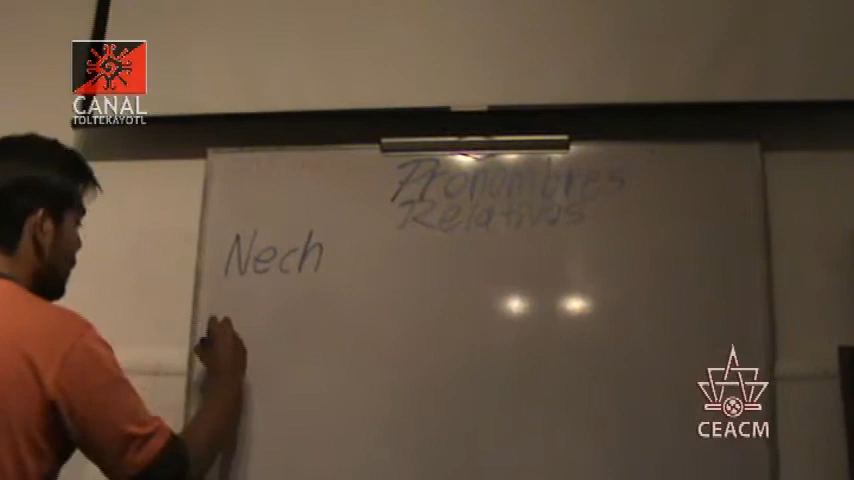 CANAL
TOLTEKAYOTL
Pronombres
Relativos
Nech
CEACM